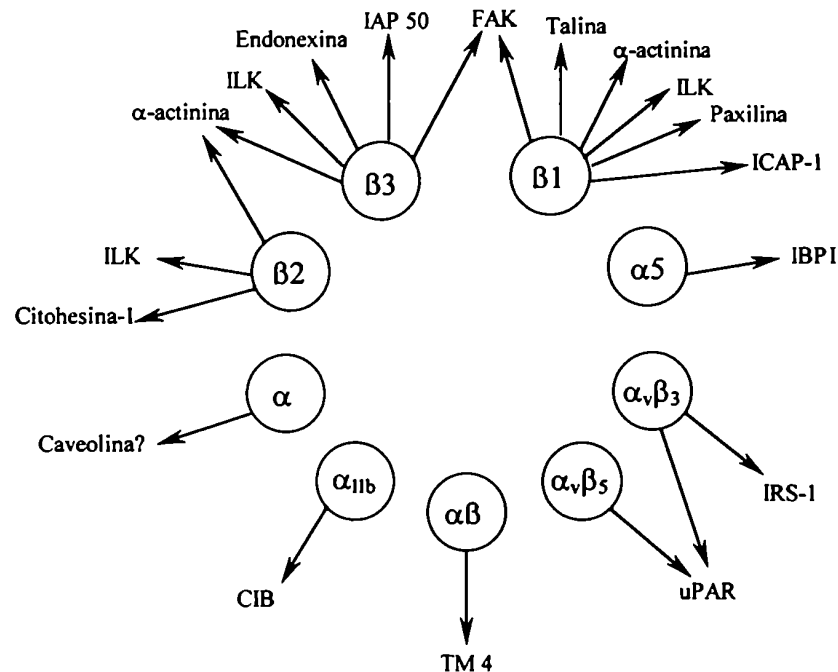 IAP 50
FAK
Talina
Endonexina
α-actinina
ILK
ILK
α-actinina
Paxilina
β3
β1
ICAP-1
ILK
β2
α5
IBP1
Citohesina-1
α
αvβ3
Caveolina?
αIIb
αβ
αvβ5
IRS-1
CIB
uPAR
TM 4